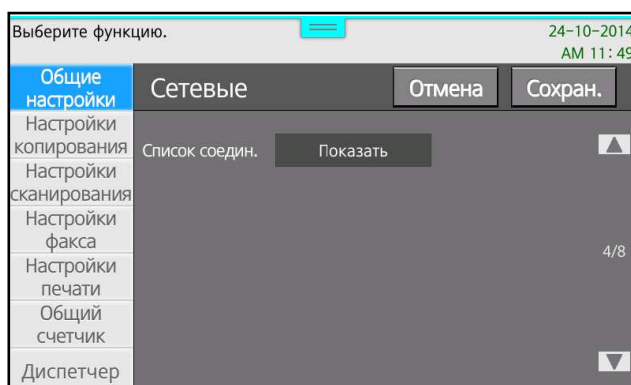 Выберите функцию.
24-10-2014
AM 11:49
Общие
настройки
Сетевые
Отмена
Сохран.
Настройки
копирования
Список соедин.
Показать
Настройки
сканирования
Настройки
факса
4/8
Настройки
печати
Общий
счетчик
Диспетчер